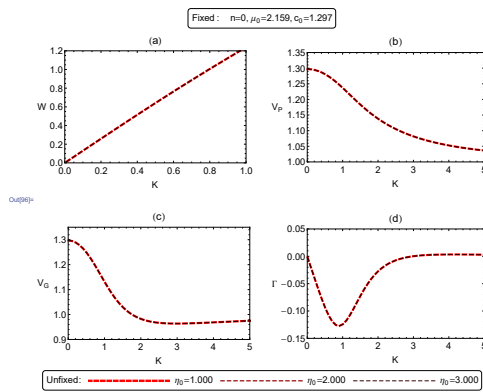 Fixed : n=0, μ₀=2.159, c₀=1.297
(a)
1.2
1.0
0.8
W 0.6
0.4
0.2
0.0
0.0 0.2 0.4 0.6 0.8 1.0
K
(b)
1.30
1.25
1.20
V_P 1.15
1.10
1.05
1.00
0 1 2 3 4 5
K
Out[96]=
(c)
1.3
1.2
V_G 1.1
1.0
0.9
0 1 2 3 4 5
K
(d)
0.05
0.00
Γ −0.05
−0.10
−0.15
0 1 2 3 4 5
K
Unfixed : η₀=1.000 η₀=2.000 η₀=3.000